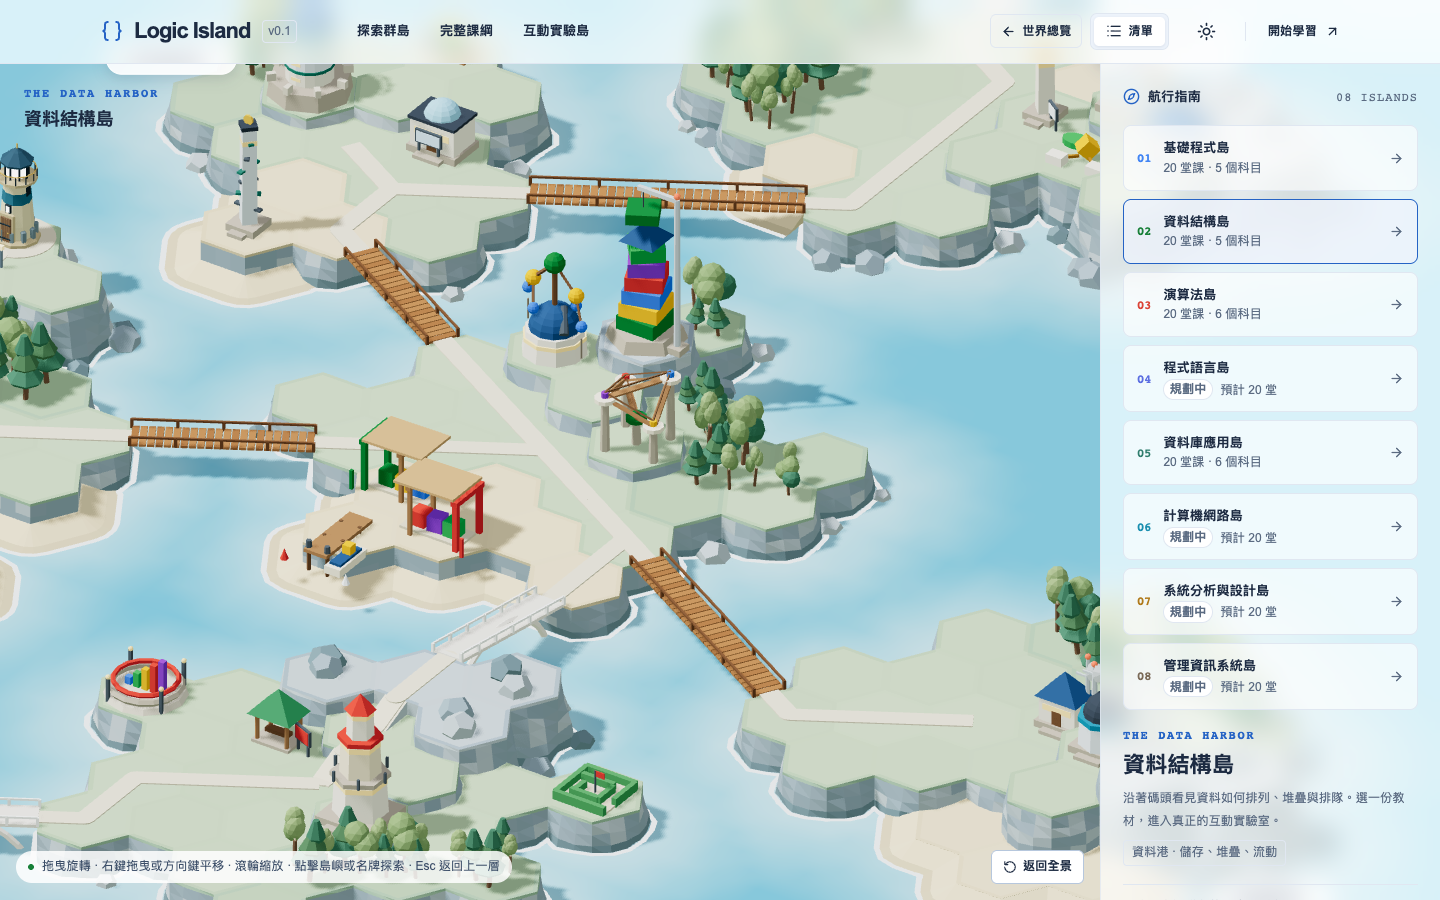 Logic Island
v0.1
探索群島
完整課綱
互動實驗島
世界總覽
清單
開始學習
THE DATA HARBOR
資料結構島
航行指南
08 ISLANDS
01
基礎程式島
20 堂課 · 5 個科目
02
資料結構島
20 堂課 · 5 個科目
03
演算法島
20 堂課 · 6 個科目
04
程式語言島
規劃中 預計 20 堂
05
資料庫應用島
20 堂課 · 6 個科目
06
計算機網路島
規劃中 預計 20 堂
07
系統分析與設計島
規劃中 預計 20 堂
08
管理資訊系統島
規劃中 預計 20 堂
THE DATA HARBOR
資料結構島
沿著碼頭看見資料如何排列、堆疊與排隊。選一份教
材，進入真正的互動實驗室。
資料港 · 儲存、堆疊、流動
拖曳旋轉 · 右鍵拖曳或方向鍵平移 · 滾輪縮放 · 點擊島嶼或名牌探索 · Esc 返回上一層
返回全景